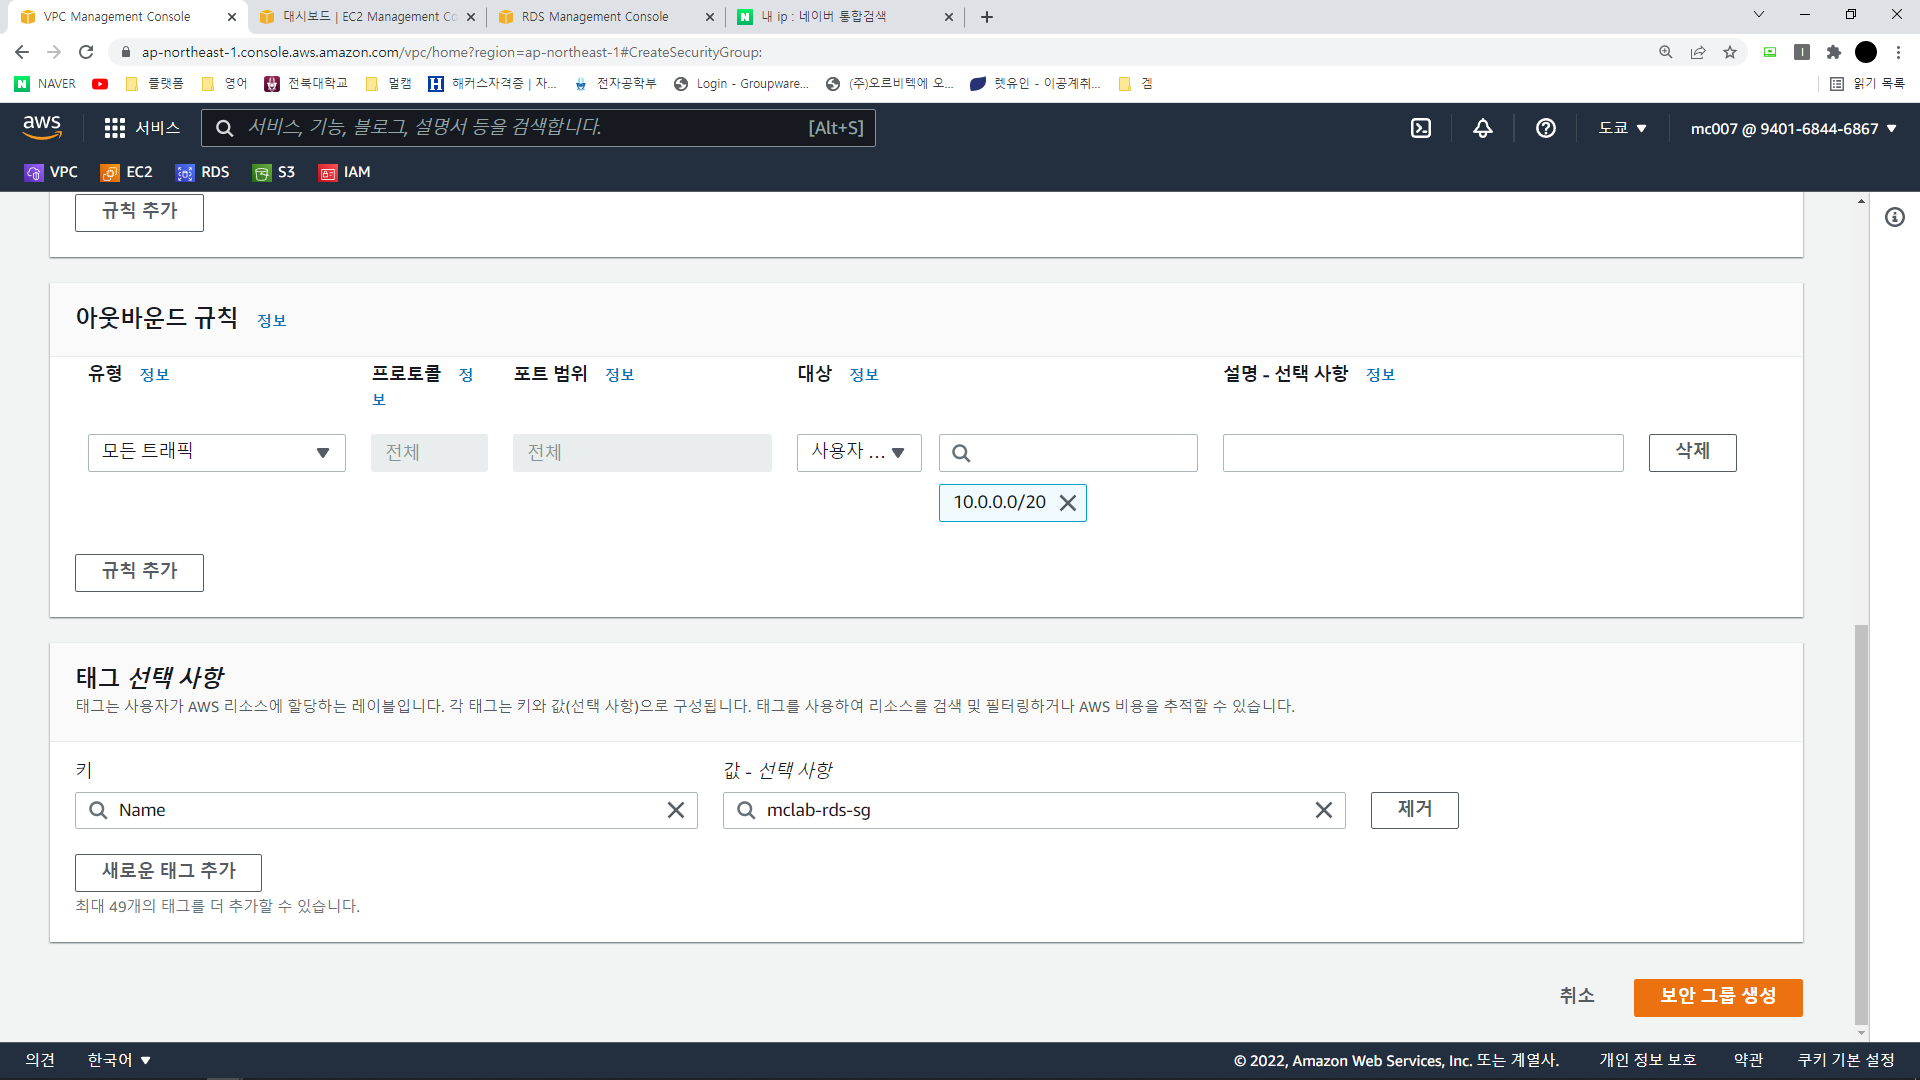 VPC Management Console
대시보드 | EC2 Management Co
RDS Management Console
내 ip : 네이버 통합검색
ap-northeast-1.console.aws.amazon.com/vpc/home?region=ap-northeast-1#CreateSecurityGroup:
NAVER 플랫폼 영어 전북대학교 멀캠 해커스자격증 | 자... 전자공학부 Login - Groupware... (주)오르비텍에 오... 렛유인 - 이공계취... 겜 읽기 목록
aws 서비스 서비스, 기능, 블로그, 설명서 등을 검색합니다. [Alt+S] 도쿄 mc007 @ 9401-6844-6867
VPC EC2 RDS S3 IAM
규칙 추가
아웃바운드 규칙 정보
유형 정보 프로토콜 정보 포트 범위 정보 대상 정보 설명 - 선택 사항 정보
모든 트래픽 전체 전체 사용자 ... 삭제
10.0.0.0/20
규칙 추가
태그 선택 사항
태그는 사용자가 AWS 리소스에 할당하는 레이블입니다. 각 태그는 키와 값(선택 사항)으로 구성됩니다. 태그를 사용하여 리소스를 검색 및 필터링하거나 AWS 비용을 추적할 수 있습니다.
키 값 - 선택 사항
Name mclab-rds-sg 제거
새로운 태그 추가
최대 49개의 태그를 더 추가할 수 있습니다.
취소 보안 그룹 생성
의견 한국어 © 2022, Amazon Web Services, Inc. 또는 계열사. 개인 정보 보호 약관 쿠키 기본 설정